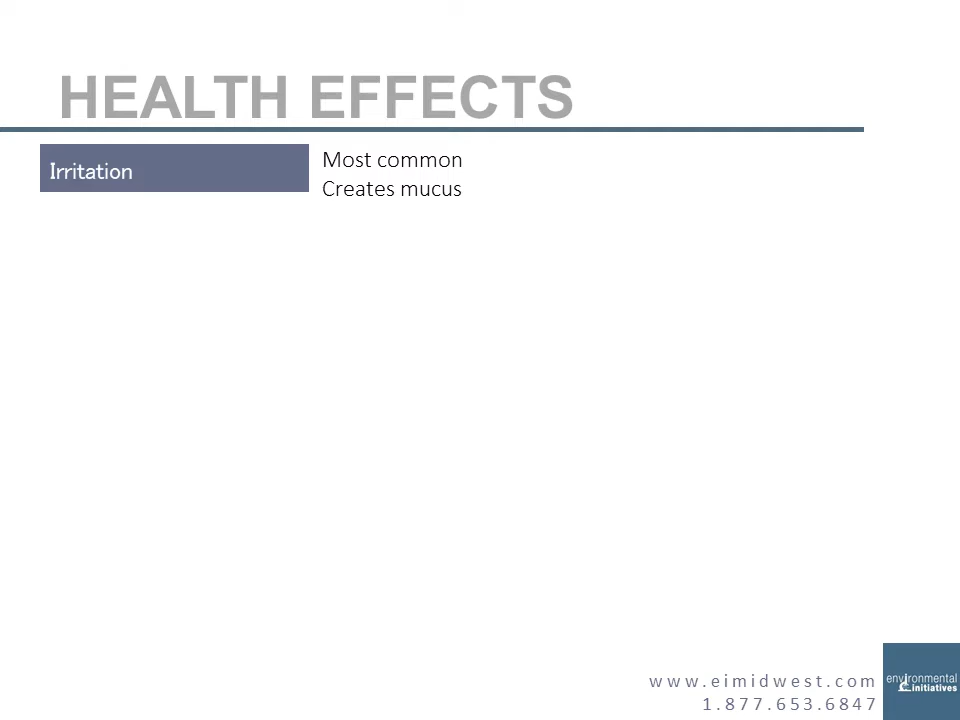 HEALTH EFFECTS
Irritation
Most common
Creates mucus
www.eimidwest.com
1.877.653.6847
environmental
initiatives